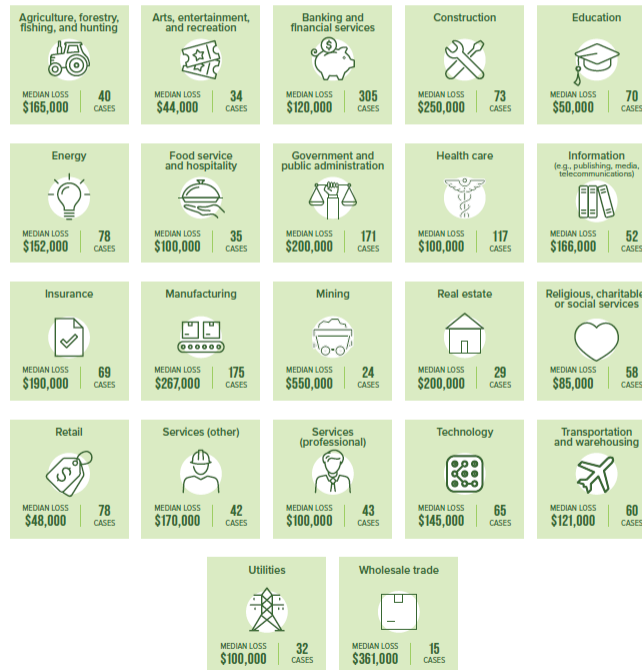 Agriculture, forestry,
fishing, and hunting
MEDIAN LOSS
$165,000
40
CASES
Arts, entertainment,
and recreation
MEDIAN LOSS
$44,000
34
CASES
Banking and
financial services
$
MEDIAN LOSS
$120,000
305
CASES
Construction
MEDIAN LOSS
$250,000
73
CASES
Education
MEDIAN LOSS
$50,000
70
CASES
Energy
MEDIAN LOSS
$152,000
78
CASES
Food service
and hospitality
MEDIAN LOSS
$100,000
35
CASES
Government and
public administration
MEDIAN LOSS
$200,000
171
CASES
Health care
MEDIAN LOSS
$100,000
117
CASES
Information
(e.g., publishing, media,
telecommunications)
MEDIAN LOSS
$166,000
52
CASES
Insurance
MEDIAN LOSS
$190,000
69
CASES
Manufacturing
MEDIAN LOSS
$267,000
175
CASES
Mining
MEDIAN LOSS
$550,000
24
CASES
Real estate
MEDIAN LOSS
$200,000
29
CASES
Religious, charitable
or social services
MEDIAN LOSS
$85,000
58
CASES
Retail
$
MEDIAN LOSS
$48,000
78
CASES
Services (other)
MEDIAN LOSS
$170,000
42
CASES
Services
(professional)
MEDIAN LOSS
$100,000
43
CASES
Technology
MEDIAN LOSS
$145,000
65
CASES
Transportation
and warehousing
MEDIAN LOSS
$121,000
60
CASES
Utilities
MEDIAN LOSS
$100,000
32
CASES
Wholesale trade
MEDIAN LOSS
$361,000
15
CASES